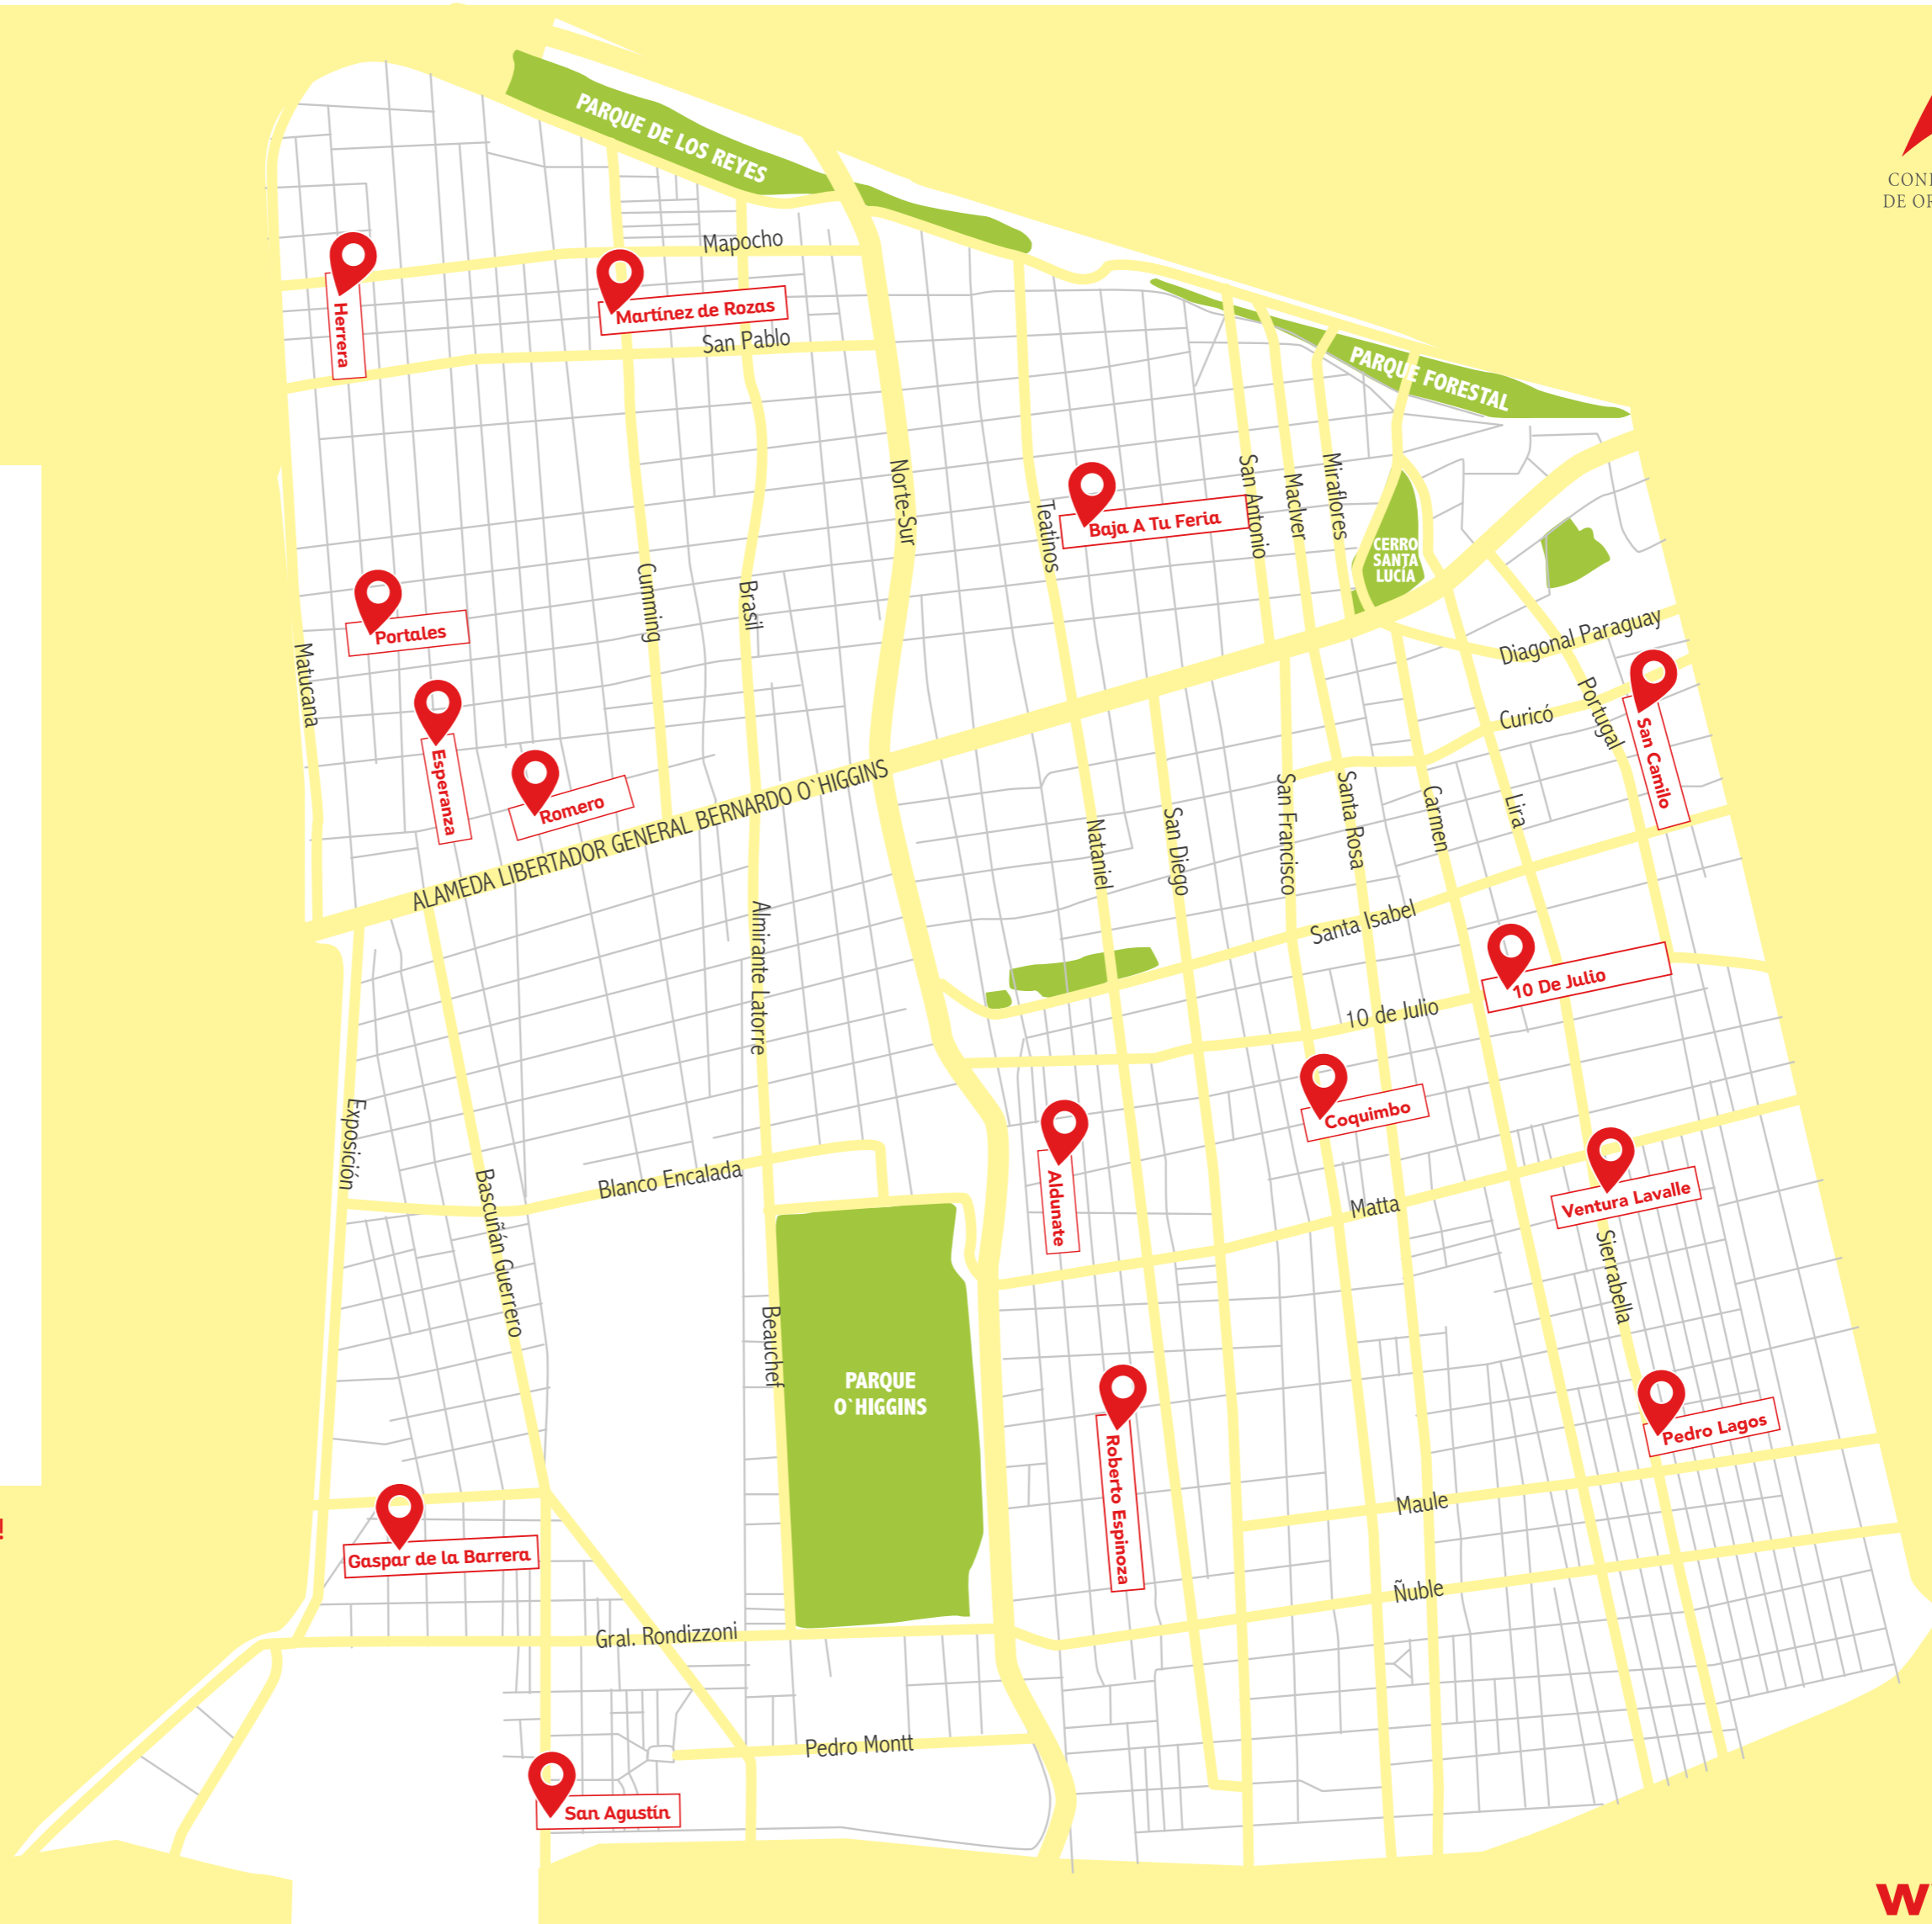 PARQUE DE LOS REYES
CON
DE OR
Mapocho
Herrera
Martínez de Rozas
San Pablo
PARQUE FORESTAL
Norte-Sur
Teatinos
Baja A Tu Feria
San Antonio
MacIver
Miraflores
CERRO
SANTA
LUCÍA
Cumming
Brasil
Portales
Matucana
Diagonal Paraguay
Portugal
San Camilo
Curicó
Esperanza
Romero
ALAMEDA LIBERTADOR GENERAL BERNARDO O`HIGGINS
Nataniel
San Diego
San Francisco
Santa Rosa
Carmen
Lira
Santa Isabel
Almirante Latorre
10 De Julio
10 de Julio
Coquimbo
Exposición
Aldunate
Ventura Lavalle
Blanco Encalada
Bascuñán Guerrero
Matta
Sierrabella
Beauchef
PARQUE
O`HIGGINS
Roberto Espinoza
Pedro Lagos
Maule
!
Gaspar de la Barrera
Ñuble
Gral. Rondizzoni
Pedro Montt
San Agustín
w